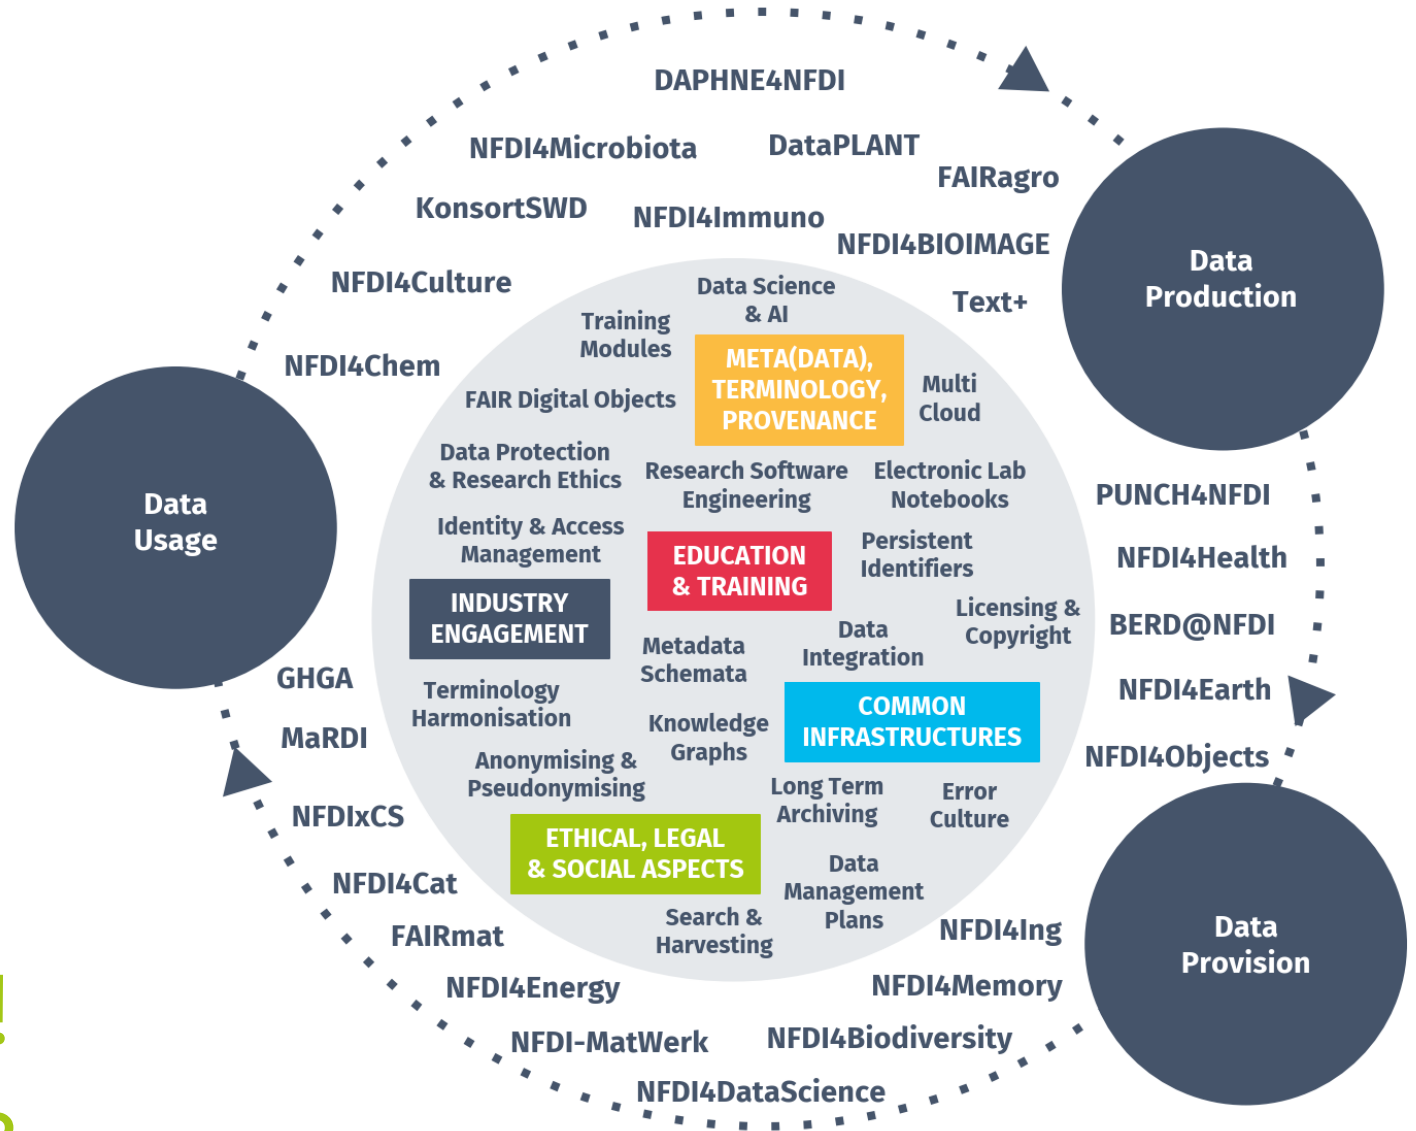 DAPHNE4NFDI
NFDI4Microbiota
DataPLANT
FAIRagro
KonsortSWD
NFDI4Immuno
NFDI4BIOIMAGE
NFDI4Culture
Text+
NFDI4Chem
Data
Production
Data
Usage
Data Science
& AI
Training
Modules
META(DATA),
TERMINOLOGY,
PROVENANCE
Multi
Cloud
FAIR Digital Objects
Data Protection
& Research Ethics
Research Software
Engineering
Electronic Lab
Notebooks
Identity & Access
Management
EDUCATION
& TRAINING
Persistent
Identifiers
INDUSTRY
ENGAGEMENT
Licensing &
Copyright
Metadata
Schemata
Data
Integration
Terminology
Harmonisation
Knowledge
Graphs
COMMON
INFRASTRUCTURES
Anonymising &
Pseudonymising
Long Term
Archiving
Error
Culture
ETHICAL, LEGAL
& SOCIAL ASPECTS
Data
Management
Plans
Search &
Harvesting
PUNCH4NFDI
NFDI4Health
BERD@NFDI
NFDI4Earth
NFDI4Objects
Data
Provision
GHGA
MaRDI
NFDIxCS
NFDI4Cat
FAIRmat
NFDI4Energy
NFDI-MatWerk
NFDI4DataScience
NFDI4Biodiversity
NFDI4Memory
NFDI4Ing
!